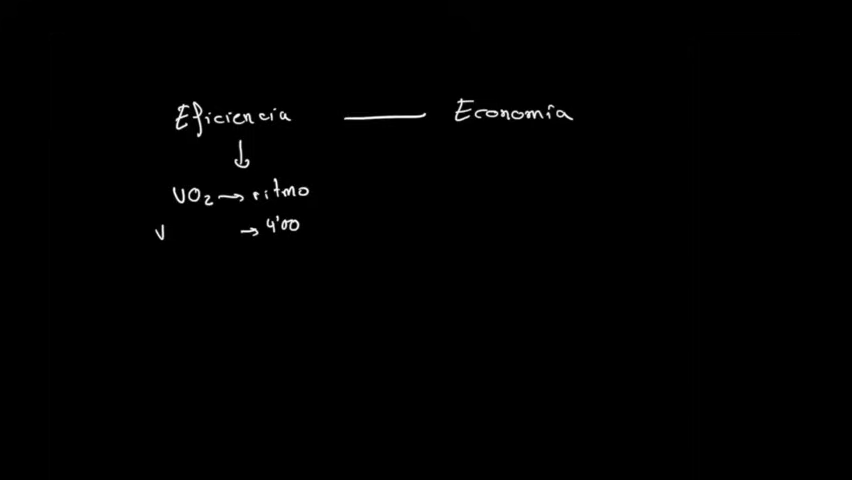 Eficiencia — Economía
↓
VO₂ → ritmo
V → 4'00